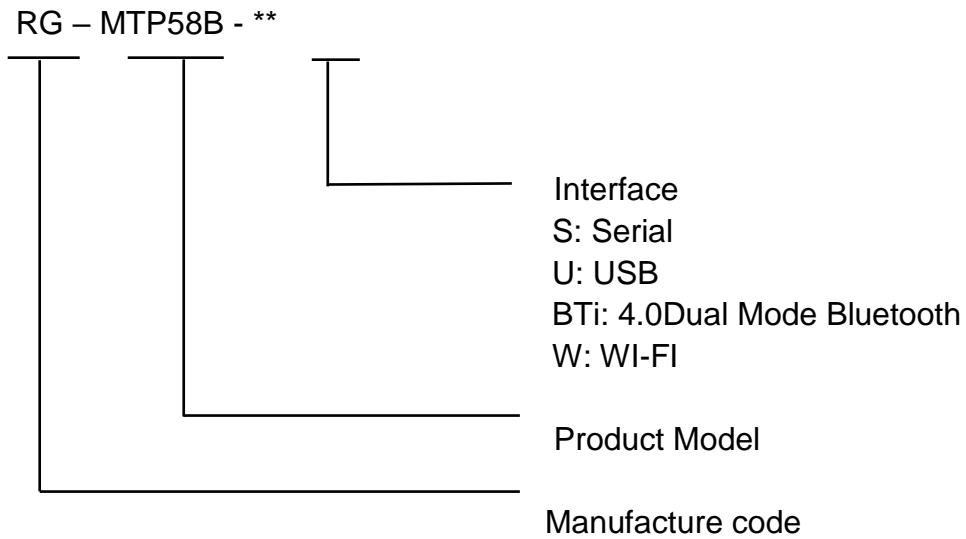 RG – MTP58B - **
Interface
S: Serial
U: USB
BTi: 4.0Dual Mode Bluetooth
W: WI-FI
Product Model
Manufacture code